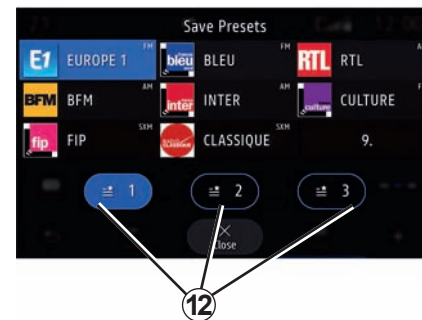 Save Presets
E1 EUROPE 1 FM
bleu BLEU FM
RTL RTL
BFM BFM AM
inter INTER AM
culture CULTURE
fip FIP SXM
CLASSIQUE SXM
9.
1 2 3
Close
12